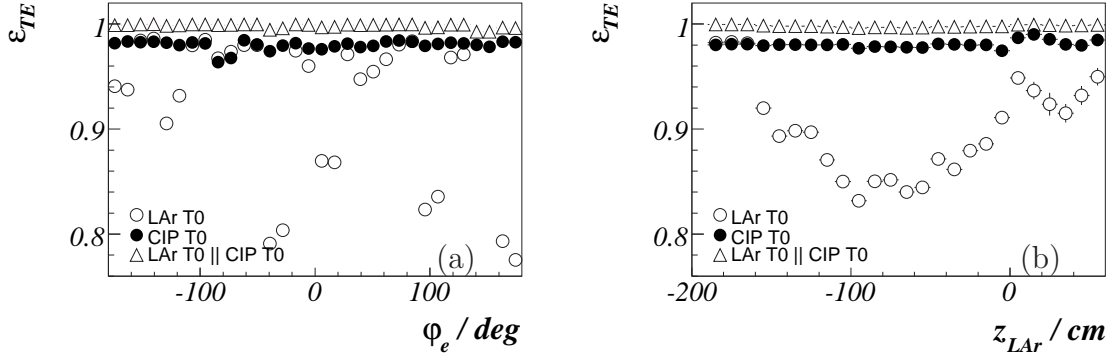 ε_TE
1
0.9
0.8
LAr T0
CIP T0
LAr T0 || CIP T0
(a)
-100 0 100
φ_e / deg
ε_TE
1
0.9
0.8
LAr T0
CIP T0
LAr T0 || CIP T0
(b)
-200 -100 0
z_LAr / cm